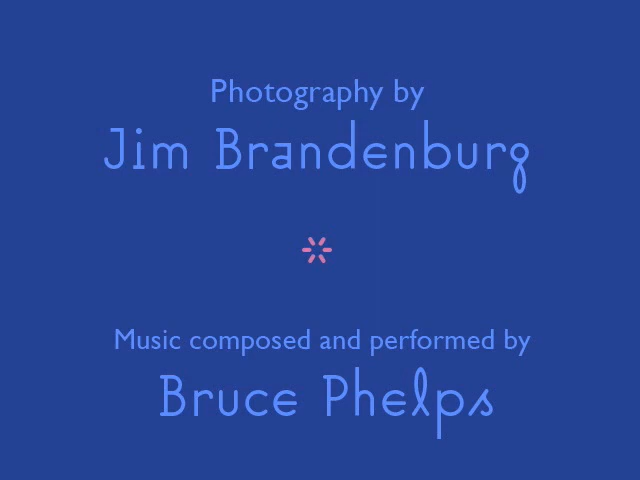 Photography by
Jim Brandenburg
Music composed and performed by
Bruce Phelps